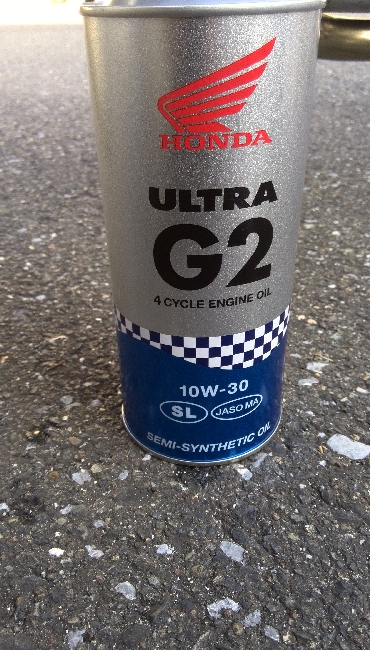 HONDA
ULTRA
G2
4 CYCLE ENGINE OIL
10W-30
SL JASO MA
SEMI-SYNTHETIC OIL